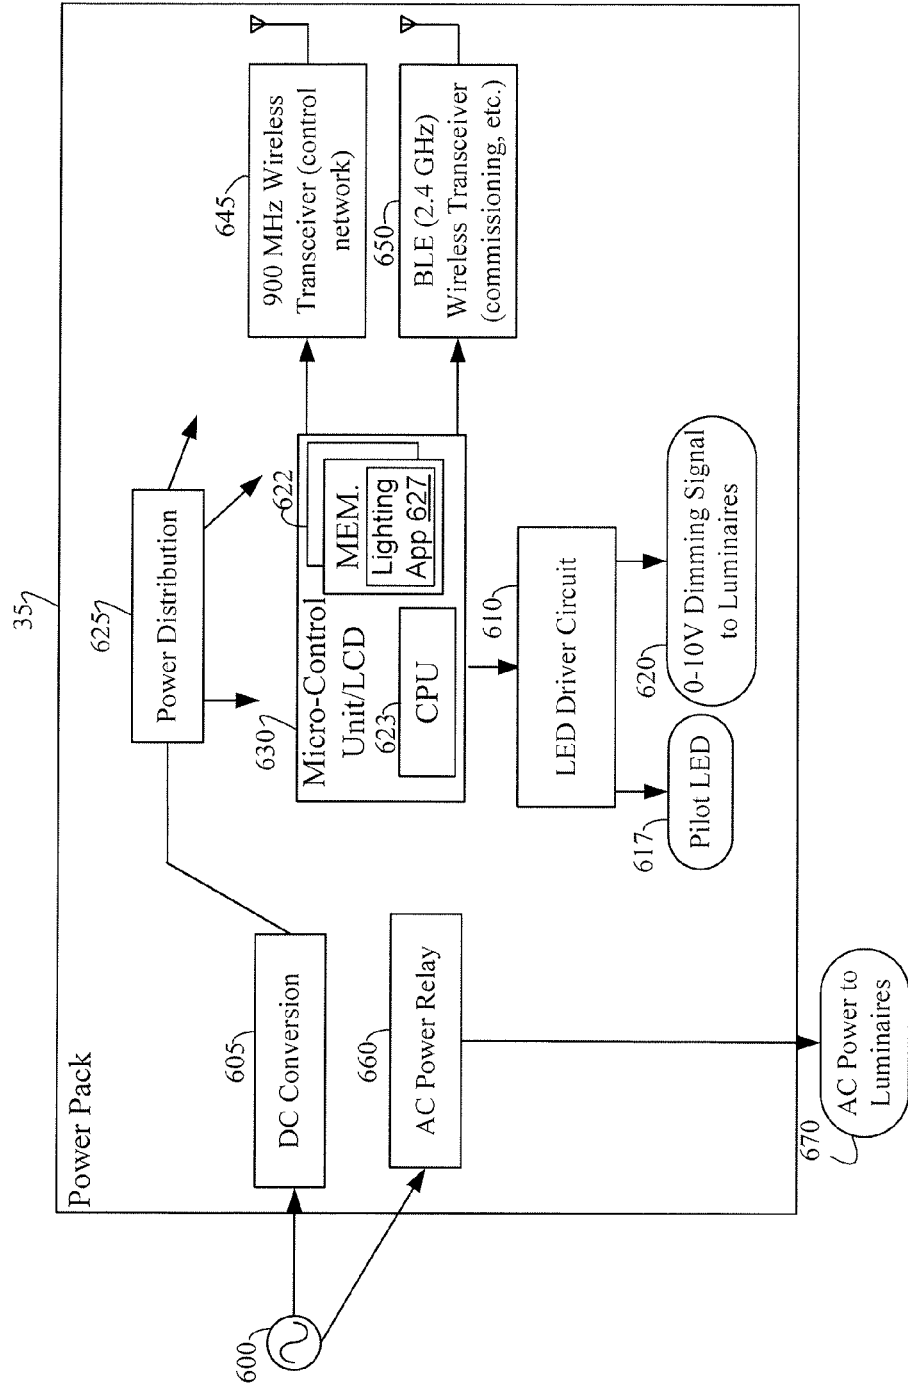 35
Power Pack
625
Power Distribution
645
900 MHz Wireless
Transceiver (control
network)
650
BLE (2.4 GHz)
Wireless Transceiver
(commissioning, etc.)
600
605
DC Conversion
660
AC Power Relay
630
Micro-Control
Unit/LCD
623
CPU
622
MEM.
Lighting
App 627
610
LED Driver Circuit
617
Pilot LED
620
0-10V Dimming Signal
to Luminaires
670
AC Power to
Luminaires